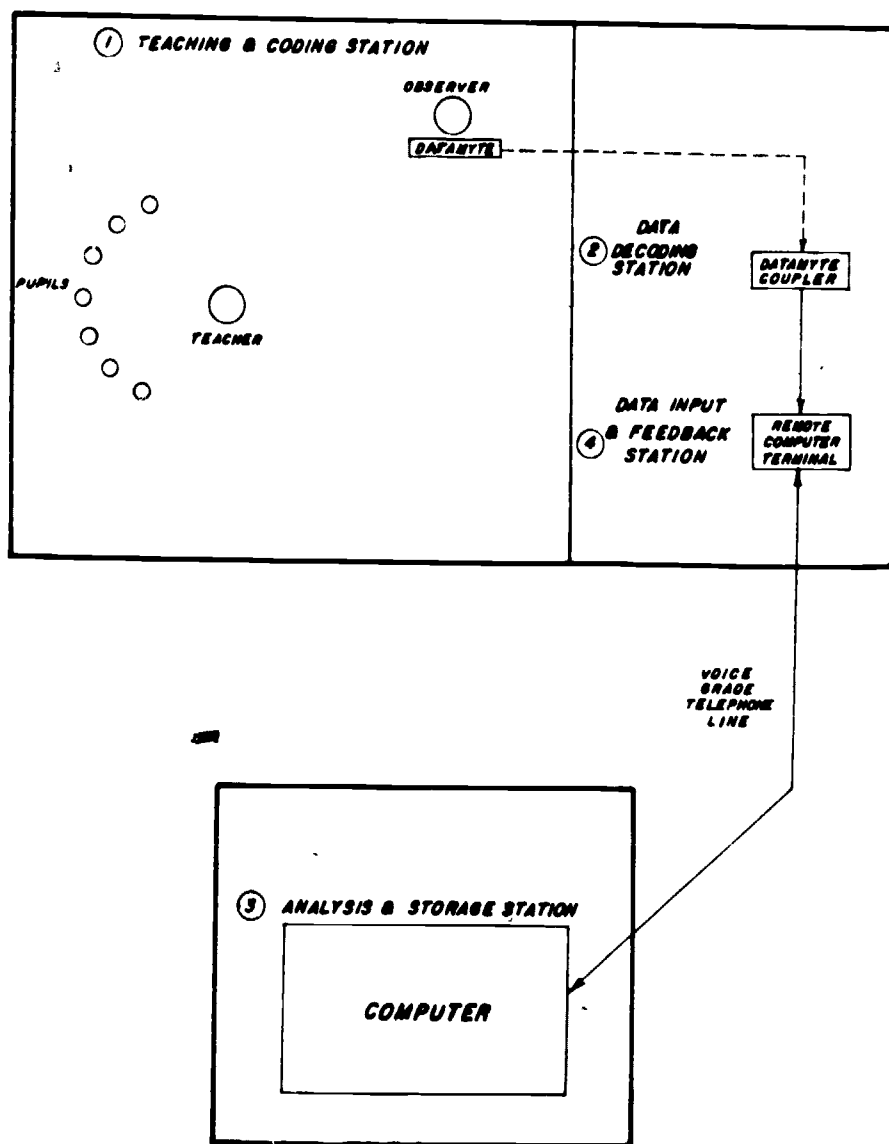 1 TEACHING & CODING STATION
OBSERVER
DATAMYTE
DATA
2 DECODING
STATION
DATAMYTE
COUPLER
PUPILS
TEACHER
DATA INPUT
4 & FEEDBACK
STATION
REMOTE
COMPUTER
TERMINAL
VOICE
GRADE
TELEPHONE
LINE
3 ANALYSIS & STORAGE STATION
COMPUTER